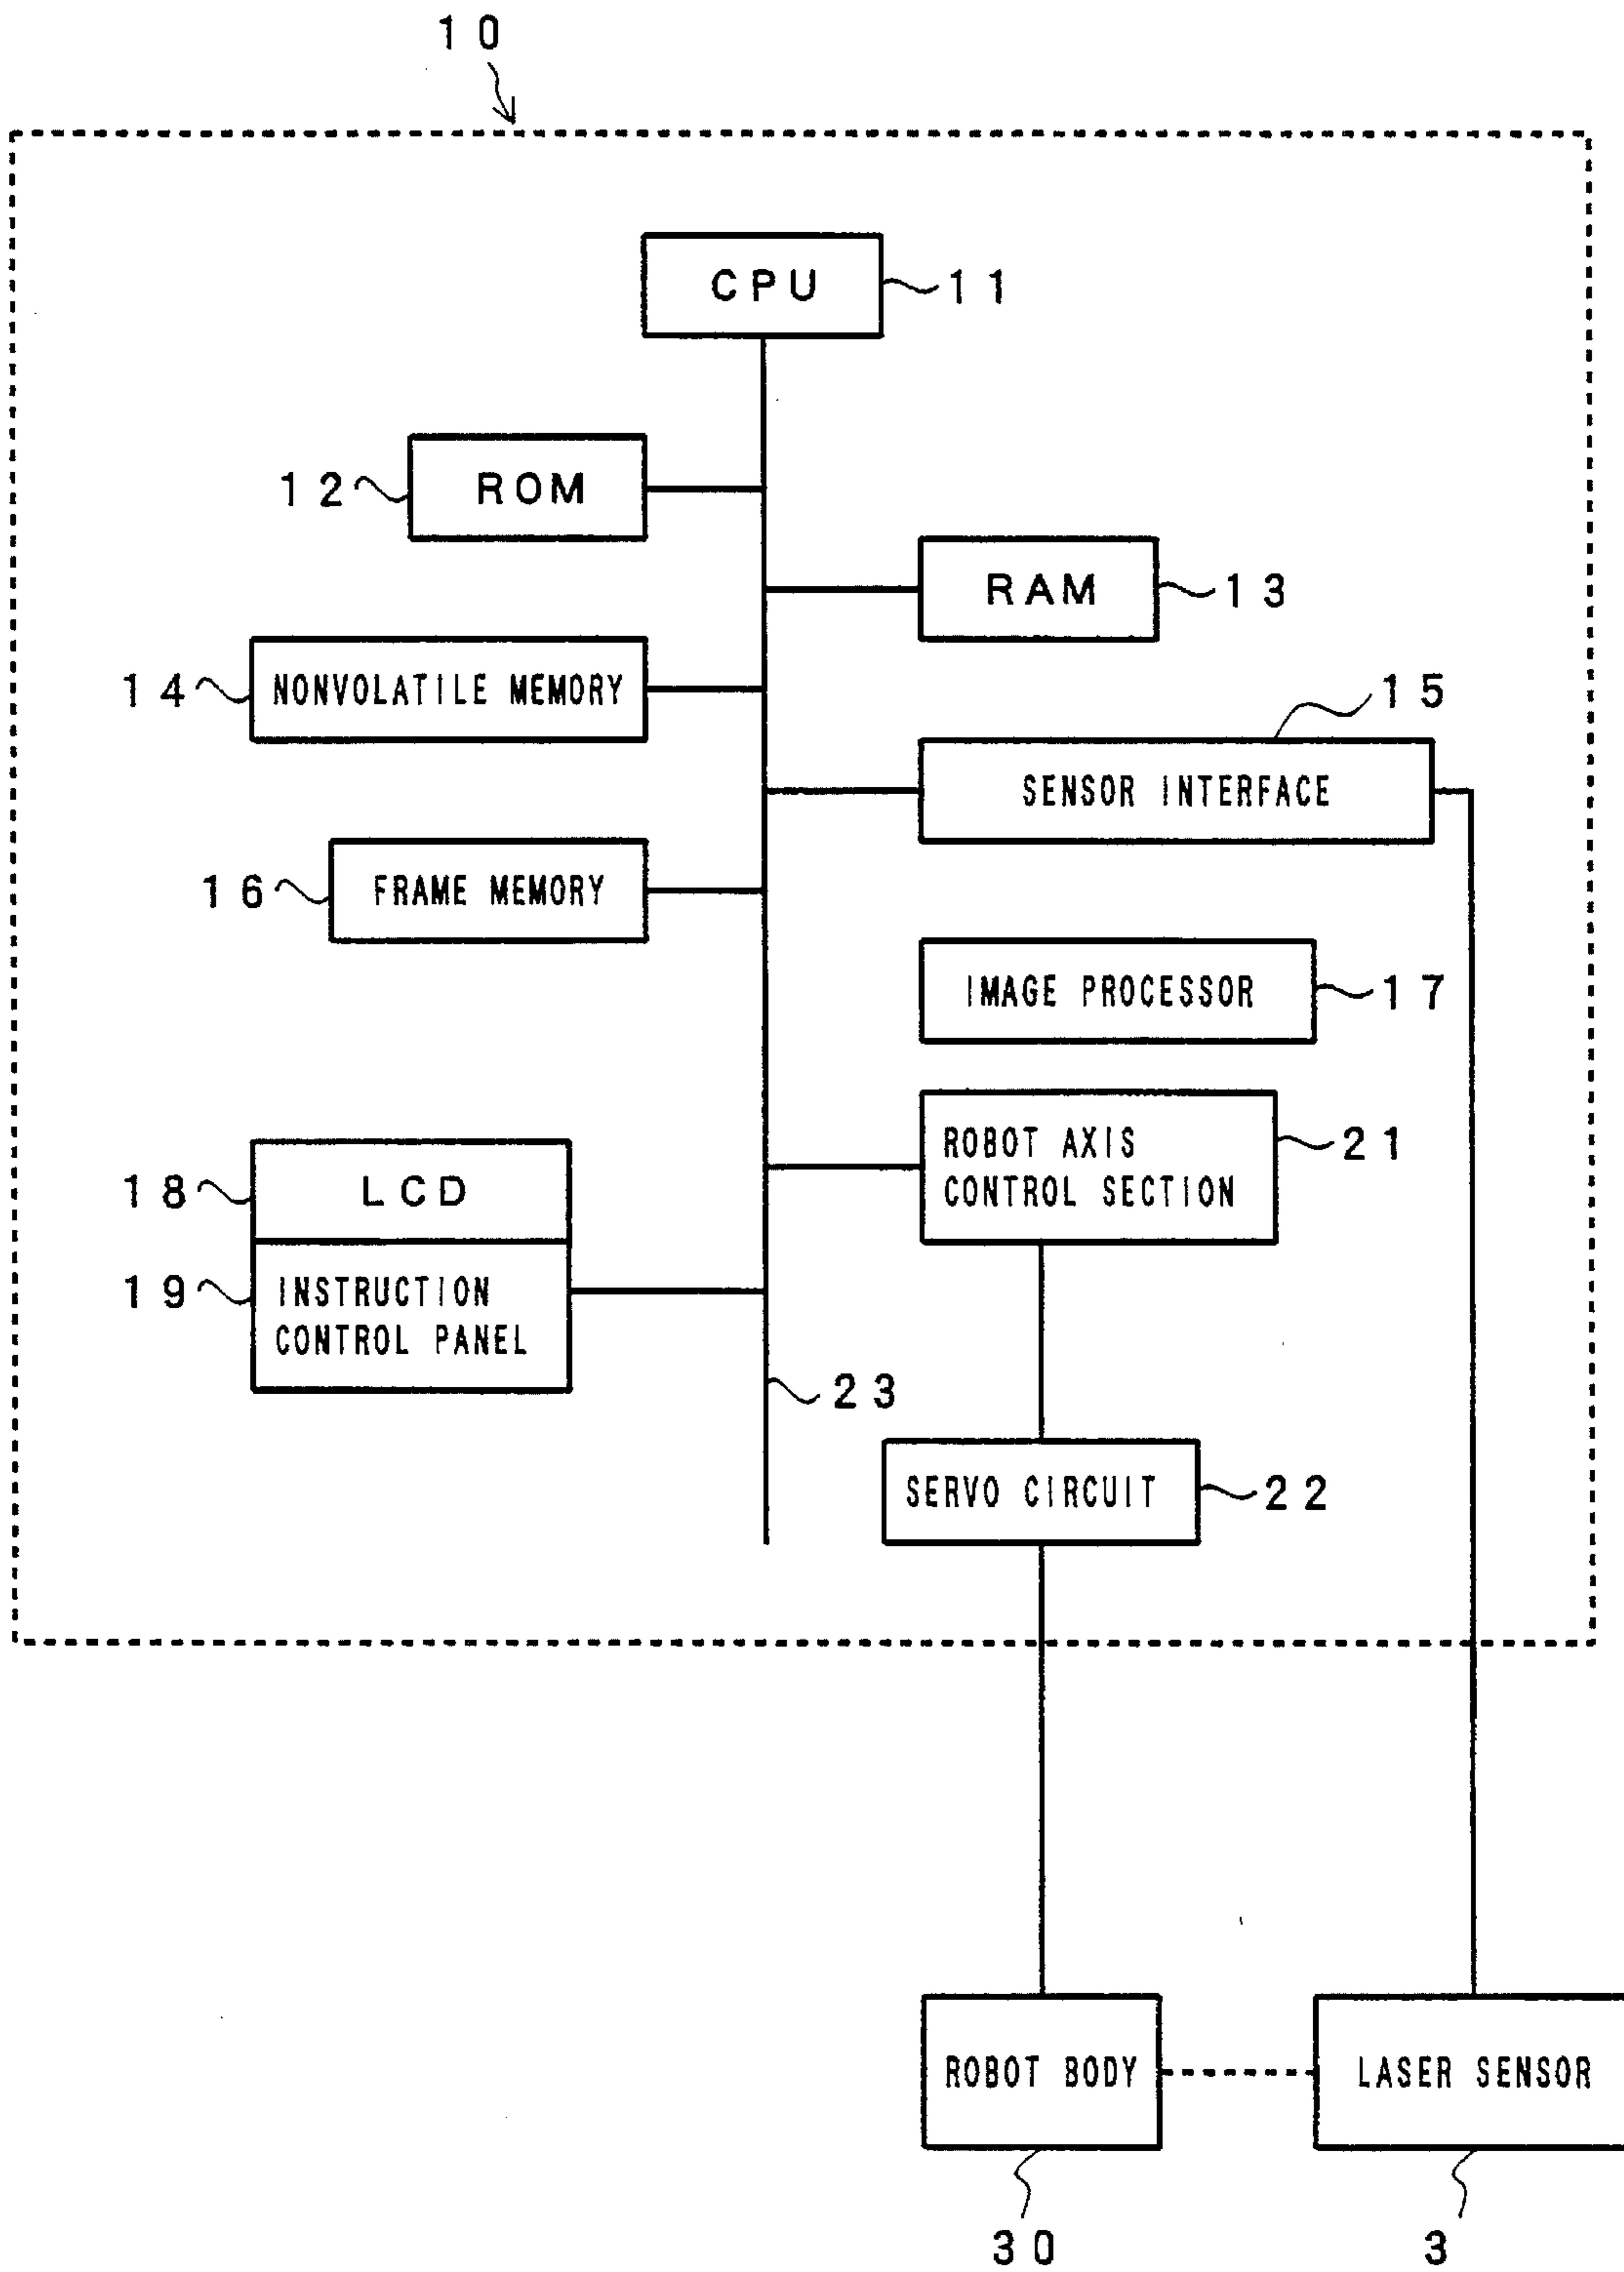 10
CPU
11
12
ROM
RAM
13
14
NONVOLATILE MEMORY
15
SENSOR INTERFACE
16
FRAME MEMORY
IMAGE PROCESSOR
17
ROBOT AXIS
CONTROL SECTION
21
18
LCD
19
INSTRUCTION
CONTROL PANEL
23
SERVO CIRCUIT
22
ROBOT BODY
LASER SENSOR
30
3